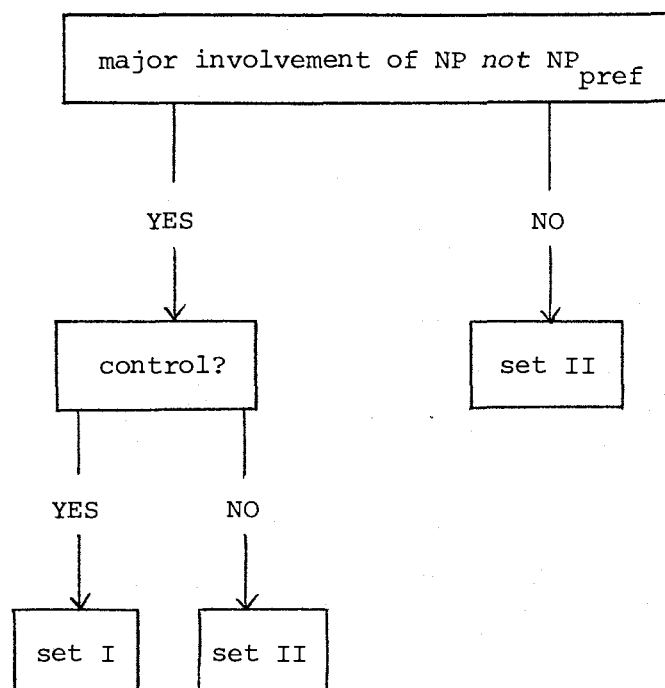 major involvement of NP not NPpref
YES NO
control? set II
YES NO
set I set II